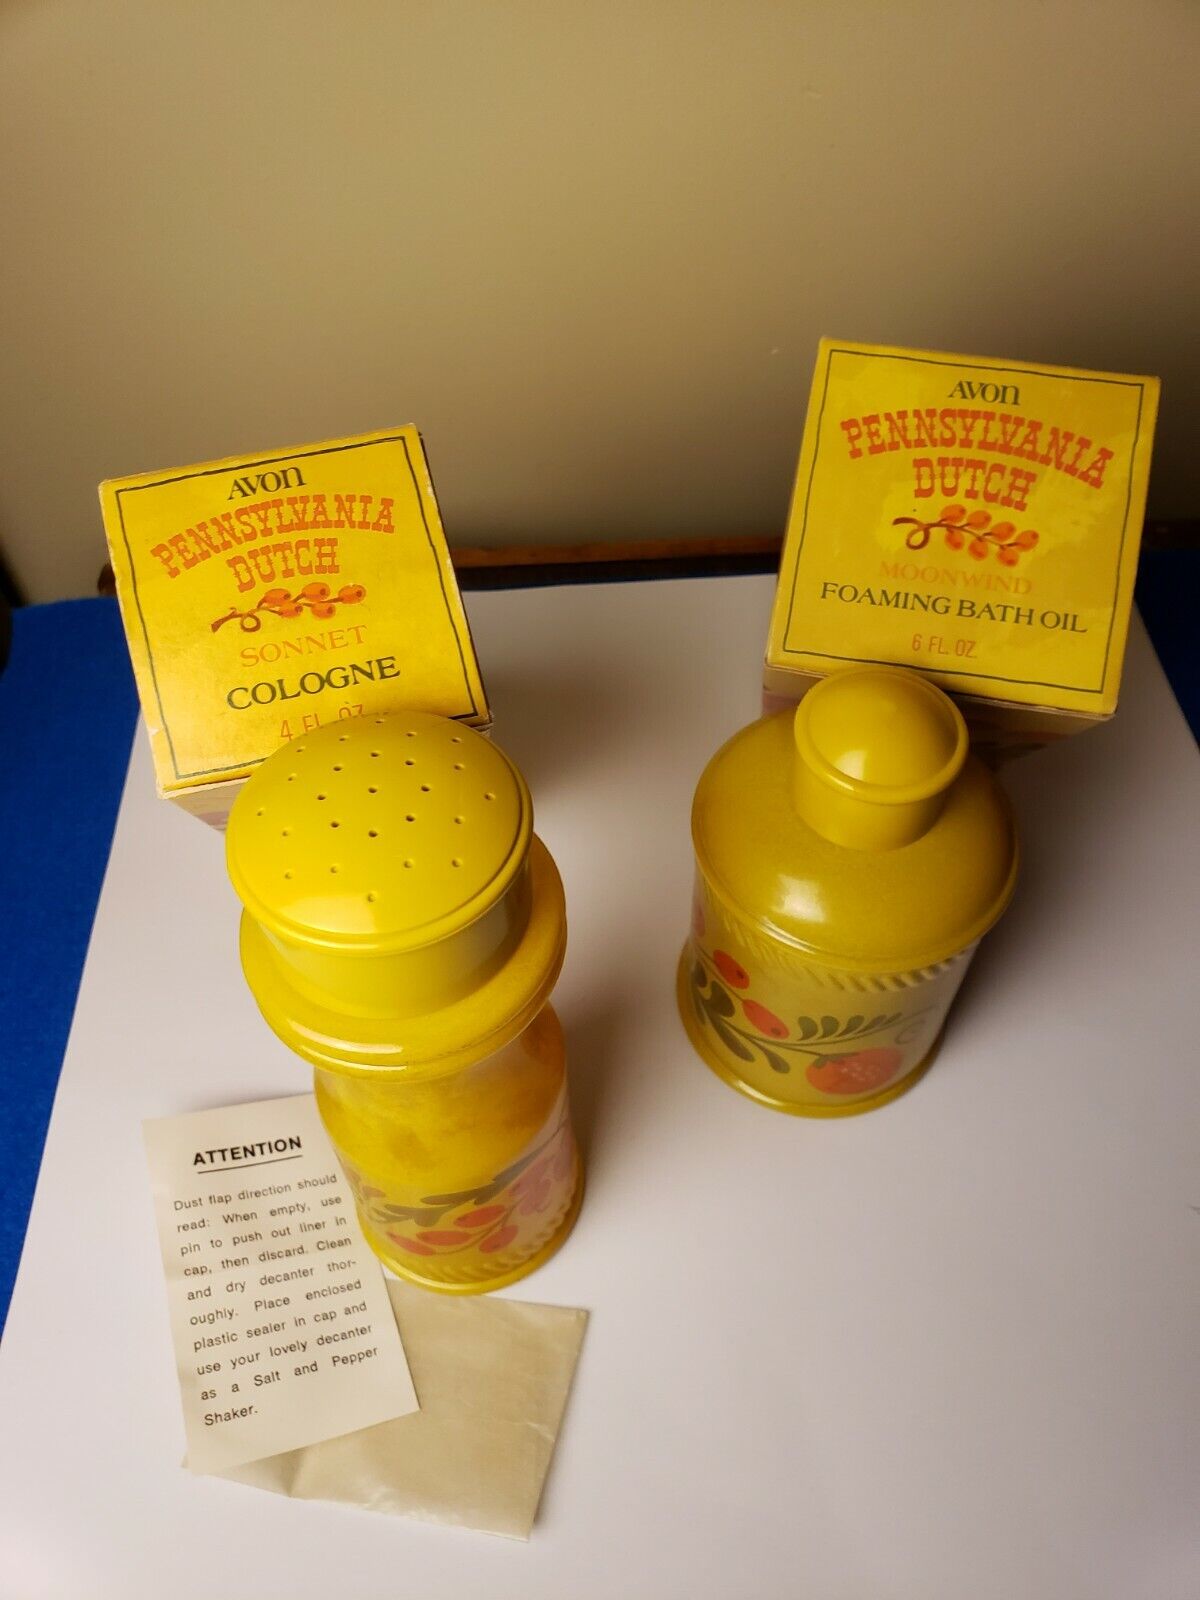 AVON
PENNSYLVANIA
DUTCH
SONNET
COLOGNE
4 FL. OZ.
AVON
PENNSYLVANIA
DUTCH
MOONWIND
FOAMING BATH OIL
6 FL. OZ.
ATTENTION
Dust flap direction should
read: When empty, use
pin to push out liner in
cap, then discard. Clean
and dry decanter thor-
oughly. Place enclosed
plastic sealer in cap and
use your lovely decanter
as a Salt and Pepper
Shaker.